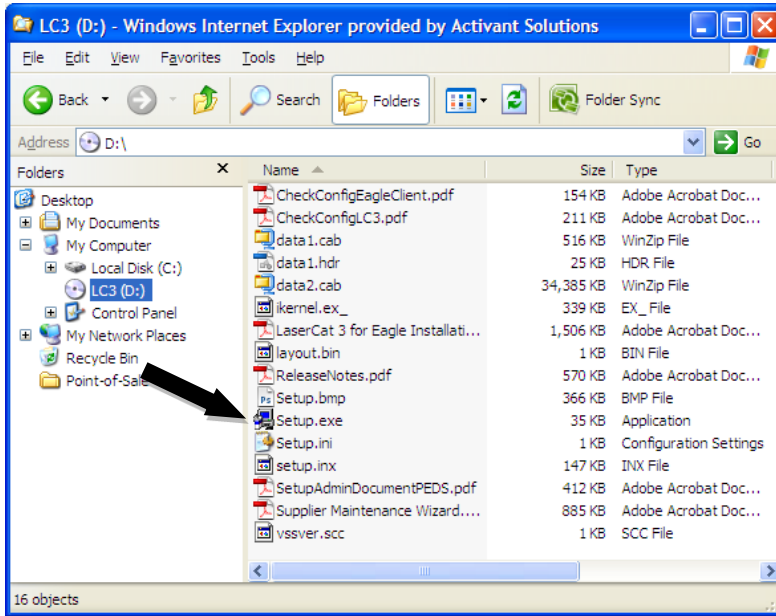 LC3 (D:) - Windows Internet Explorer provided by Activant Solutions
File Edit View Favorites Tools Help
Back Search Folders Folder Sync
Address D:\ Go
Folders x Name Size Type
Desktop
My Documents
My Computer
Local Disk (C:)
LC3 (D:)
Control Panel
My Network Places
Recycle Bin
Point-of-Sale
CheckConfigEagleClient.pdf 154 KB Adobe Acrobat Doc...
CheckConfigLC3.pdf 211 KB Adobe Acrobat Doc...
data1.cab 516 KB WinZip File
data1.hdr 25 KB HDR File
data2.cab 34,385 KB WinZip File
ikernel.ex_ 339 KB EX_ File
LaserCat 3 for Eagle Installati... 1,506 KB Adobe Acrobat Doc...
layout.bin 1 KB BIN File
ReleaseNotes.pdf 570 KB Adobe Acrobat Doc...
Setup.bmp 366 KB BMP File
Setup.exe 35 KB Application
Setup.ini 1 KB Configuration Settings
setup.inx 147 KB INX File
SetupAdminDocumentPEDS.pdf 412 KB Adobe Acrobat Doc...
Supplier Maintenance Wizard.... 885 KB Adobe Acrobat Doc...
vssver.scc 1 KB SCC File
16 objects